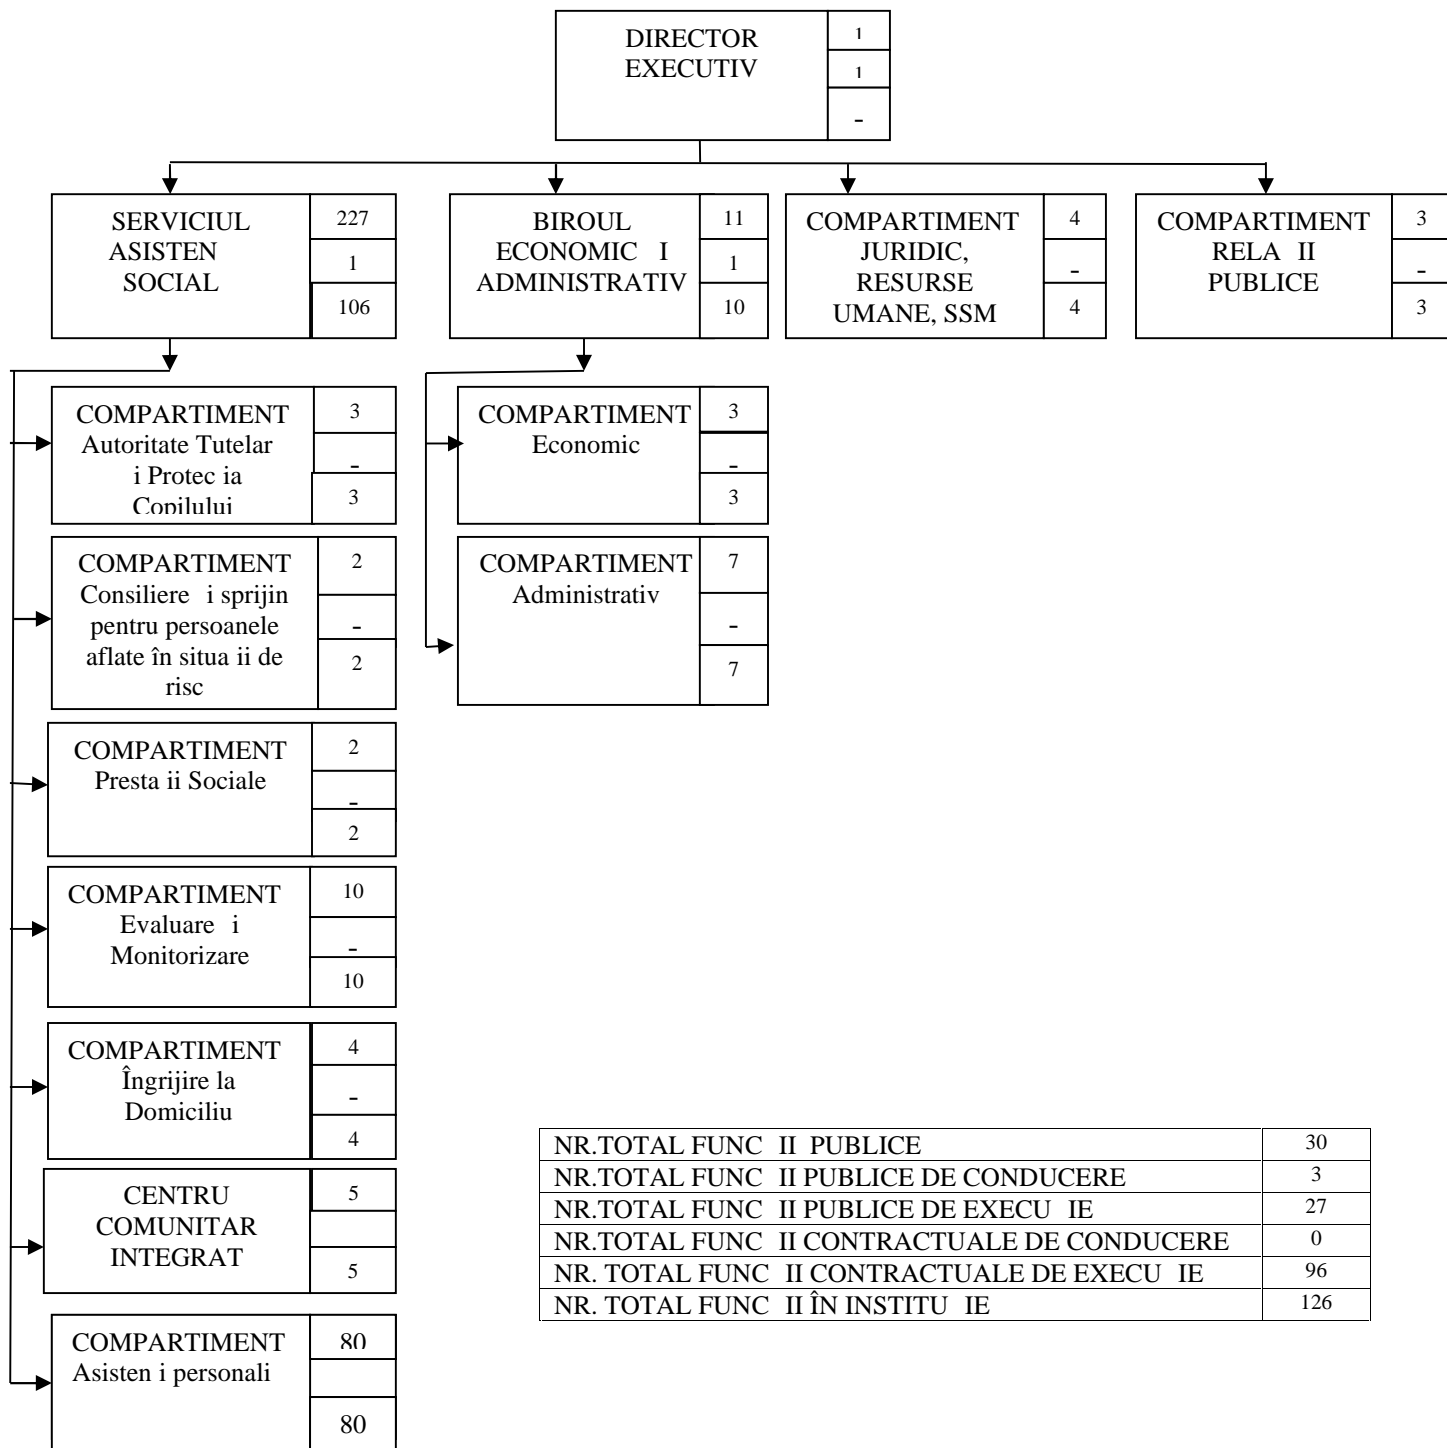 DIRECTOR
EXECUTIV
1
1
-
SERVICIUL
ASISTEN
SOCIAL
227
1
106
BIROUL
ECONOMIC I
ADMINISTRATIV
11
1
10
COMPARTIMENT
JURIDIC,
RESURSE
UMANE, SSM
4
-
4
COMPARTIMENT
RELA II
PUBLICE
3
-
3
COMPARTIMENT
Autoritate Tutelar
i Protec ia
Copilului
3
-
3
COMPARTIMENT
Economic
3
-
3
COMPARTIMENT
Consiliere i sprijin
pentru persoanele
aflate în situa ii de
risc
2
-
2
COMPARTIMENT
Administrativ
7
-
7
COMPARTIMENT
Presta ii Sociale
2
-
2
COMPARTIMENT
Evaluare i
Monitorizare
10
-
10
COMPARTIMENT
Îngrijire la
Domiciliu
4
-
4
CENTRU
COMUNITAR
INTEGRAT
5
5
COMPARTIMENT
Asisten i personali
80
80
NR.TOTAL FUNC II PUBLICE 30
NR.TOTAL FUNC II PUBLICE DE CONDUCERE 3
NR.TOTAL FUNC II PUBLICE DE EXECU IE 27
NR.TOTAL FUNC II CONTRACTUALE DE CONDUCERE 0
NR. TOTAL FUNC II CONTRACTUALE DE EXECU IE 96
NR. TOTAL FUNC II ÎN INSTITU IE 126